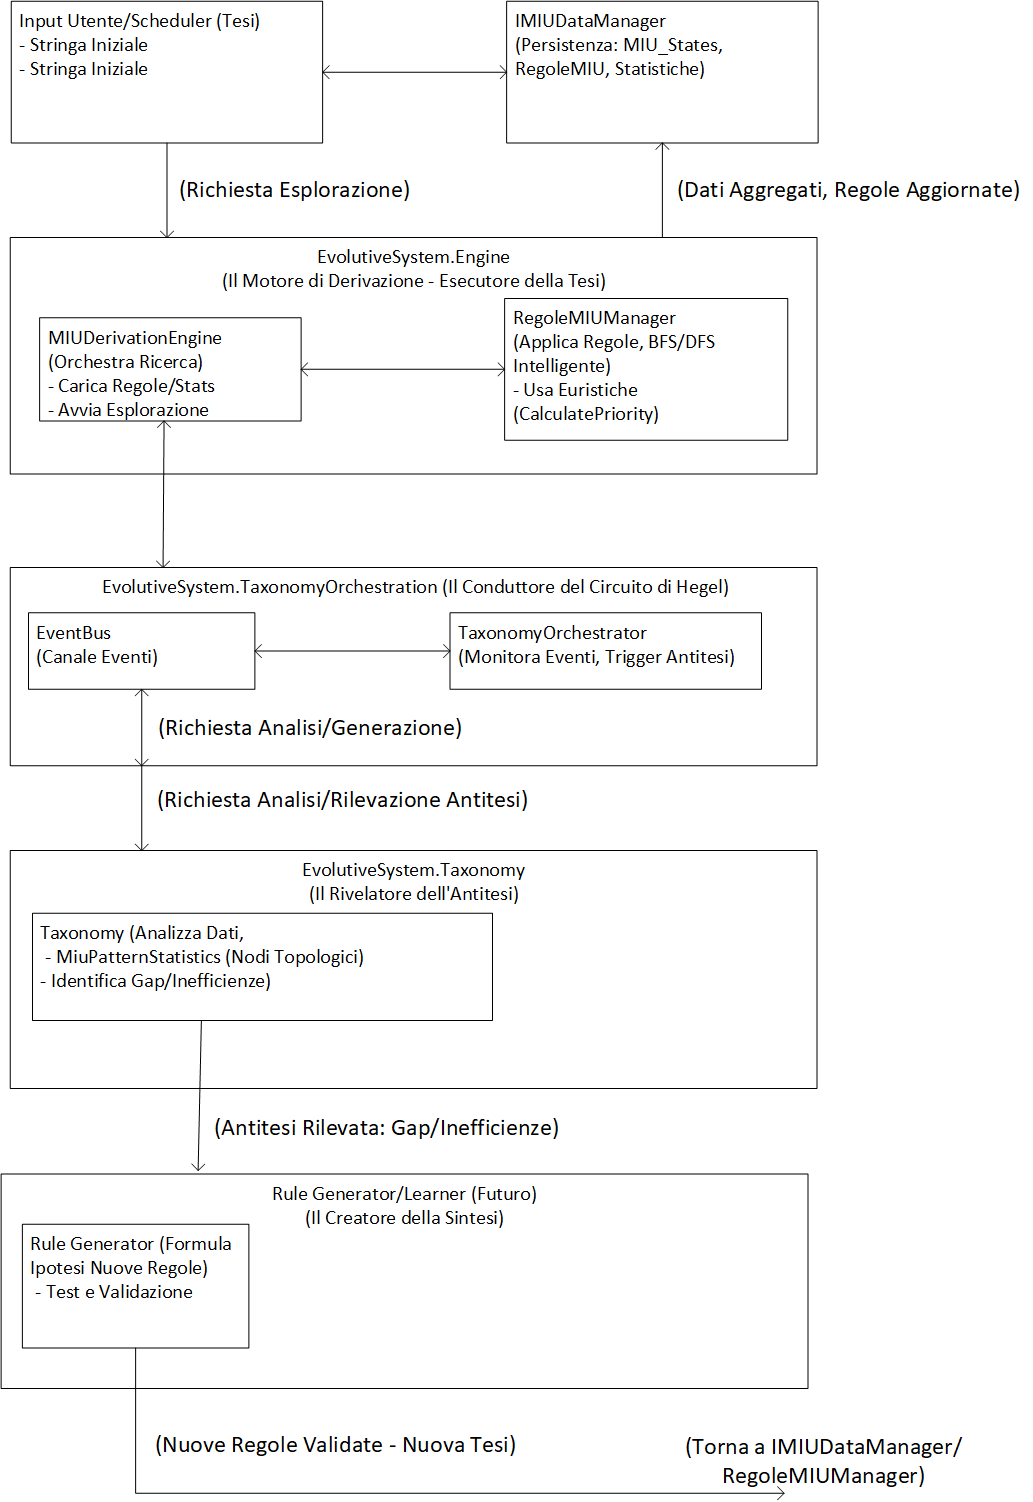 Input Utente/Scheduler (Tesi)
- Stringa Iniziale
- Stringa Iniziale
IMIUDataManager
(Persistenza: MIU_States,
RegoleMIU, Statistiche)
(Richiesta Esplorazione)
(Dati Aggregati, Regole Aggiornate)
EvolutiveSystem.Engine
(Il Motore di Derivazione - Esecutore della Tesi)
MIUDerivationEngine
(Orchestra Ricerca)
- Carica Regole/Stats
- Avvia Esplorazione
RegoleMIUManager
(Applica Regole, BFS/DFS
Intelligente)
- Usa Euristiche
(CalculatePriority)
EvolutiveSystem.TaxonomyOrchestration (Il Conduttore del Circuito di Hegel)
EventBus
(Canale Eventi)
TaxonomyOrchestrator
(Monitora Eventi, Trigger Antitesi)
(Richiesta Analisi/Generazione)
(Richiesta Analisi/Rilevazione Antitesi)
EvolutiveSystem.Taxonomy
(Il Rivelatore dell'Antitesi)
Taxonomy (Analizza Dati,
- MiuPatternStatistics (Nodi Topologici)
- Identifica Gap/Inefficienze)
(Antitesi Rilevata: Gap/Inefficienze)
Rule Generator/Learner (Futuro)
(Il Creatore della Sintesi)
Rule Generator (Formula
Ipotesi Nuove Regole)
- Test e Validazione
(Nuove Regole Validate - Nuova Tesi)
(Torna a IMIUDataManager/
RegoleMIUManager)